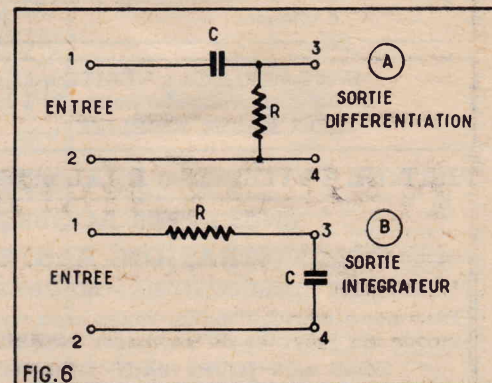 C
1
3
A
ENTREE
R
SORTIE
DIFFERENTIATION
2
4
1
R
3
B
ENTREE
C
SORTIE
INTEGRATEUR
2
4
FIG.6